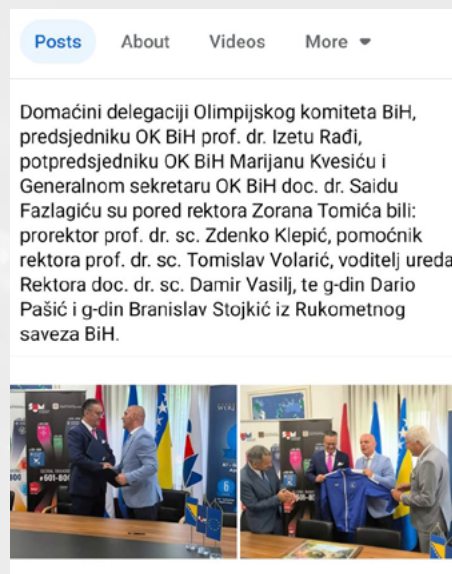 Posts About Videos More
Domaćini delegaciji Olimpijskog komiteta BiH,
predsjedniku OK BiH prof. dr. Izetu Rađi,
potpredsjedniku OK BiH Marijanu Kvesiću i
Generalnom sekretaru OK BiH doc. dr. Saidu
Fazlagiću su pored rektora Zorana Tomića bili:
prorektor prof. dr. sc. Zdenko Klepić, pomoćnik
rektora prof. dr. sc. Tomislav Volarić, voditelj ureda
Rektora doc. dr. sc. Damir Vasilj, te g-din Dario
Pašić i g-din Branislav Stojkić iz Rukometnog
saveza BiH.
601-800